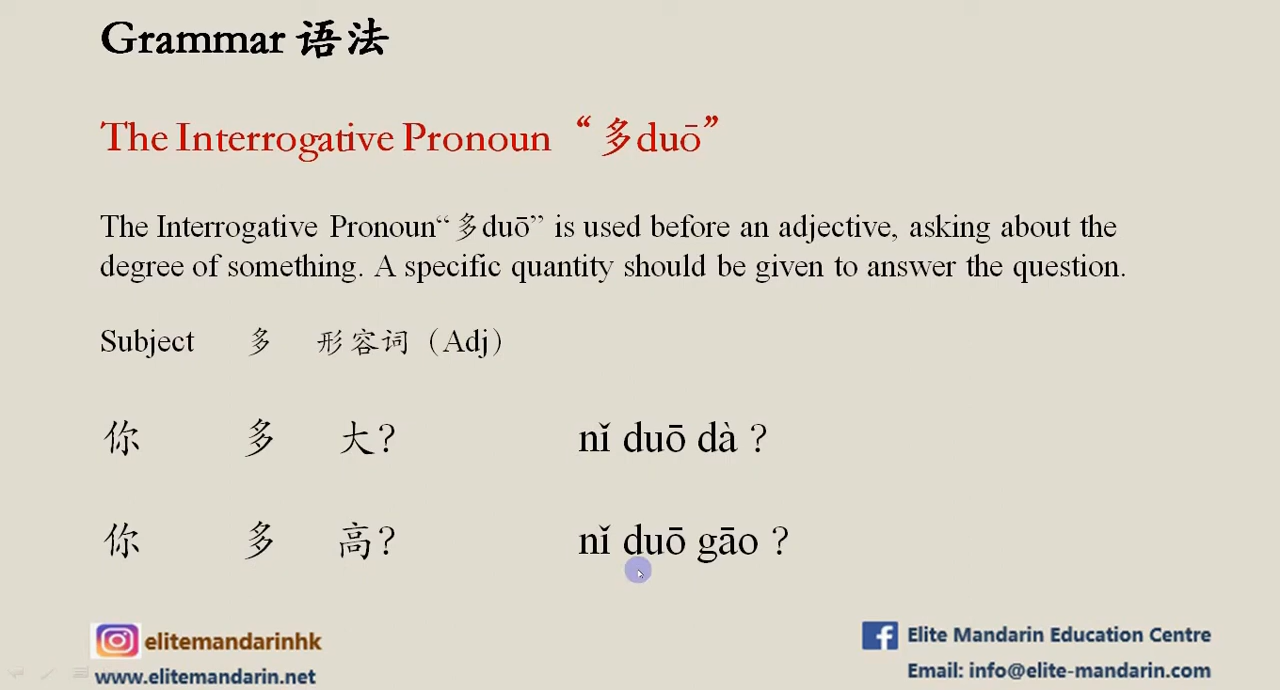 Grammar 语法
The Interrogative Pronoun “多duō”
The Interrogative Pronoun“多duō” is used before an adjective, asking about the
degree of something. A specific quantity should be given to answer the question.
Subject 多 形容词（Adj）
你 多 大? nǐ duō dà ?
你 多 高? nǐ duō gāo ?
elitemandarinhk
www.elitemandarin.net
Elite Mandarin Education Centre
Email: info@elite-mandarin.com